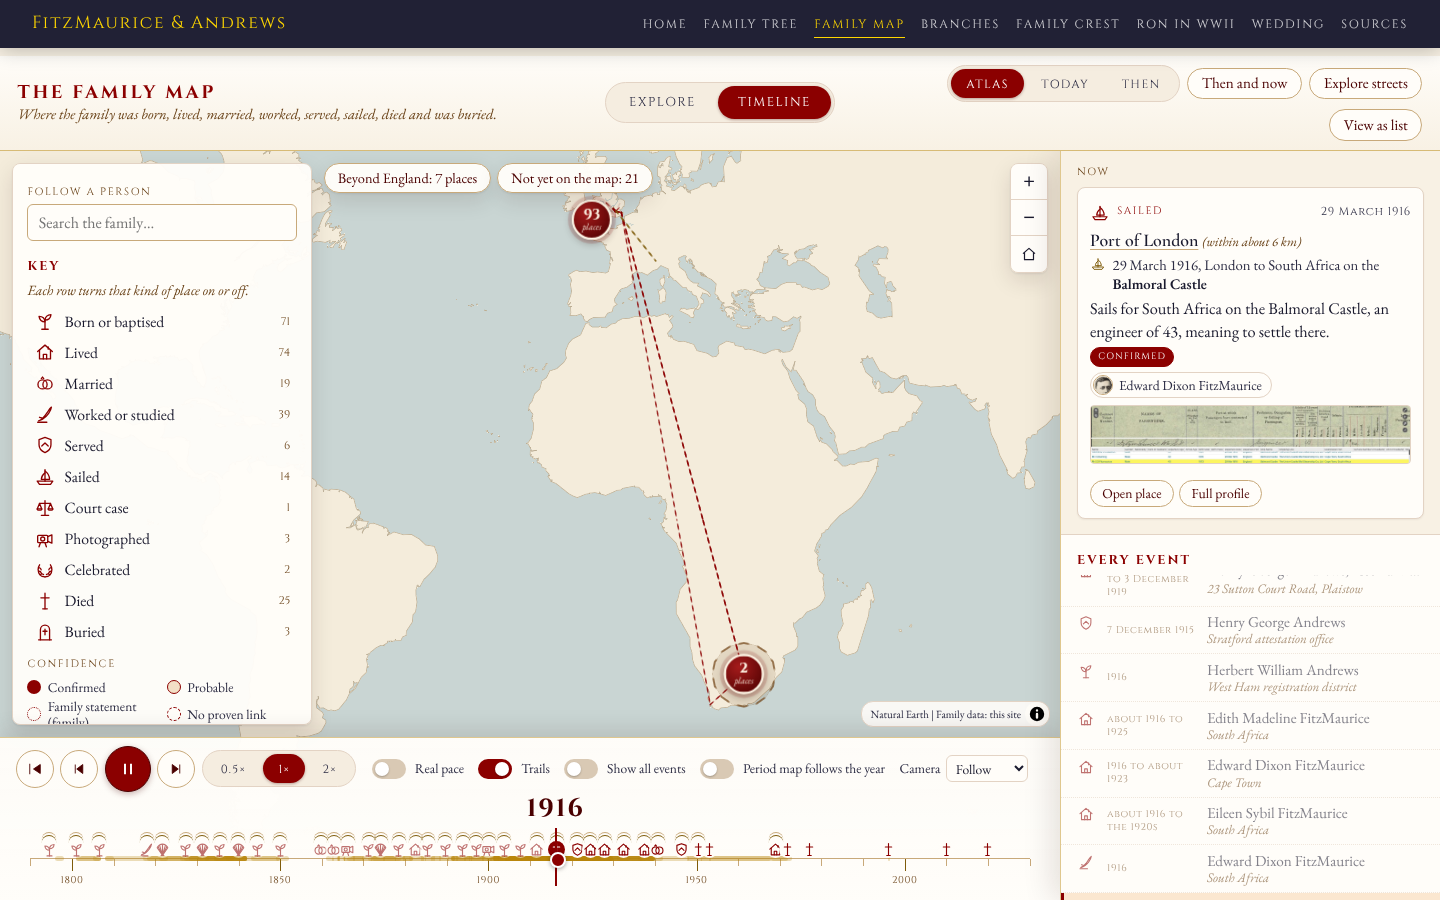 FitzMaurice & Andrews
HOME FAMILY TREE FAMILY MAP BRANCHES FAMILY CREST RON IN WWII WEDDING SOURCES
THE FAMILY MAP
Where the family was born, lived, married, worked, served, sailed, died and was buried.
EXPLORE TIMELINE
ATLAS TODAY THEN
Then and now
Explore streets
View as list
FOLLOW A PERSON
Search the family...
KEY
Each row turns that kind of place on or off.
Born or baptised 71
Lived 74
Married 19
Worked or studied 39
Served 6
Sailed 14
Court case 1
Photographed 3
Celebrated 2
Died 25
Buried 3
CONFIDENCE
Confirmed
Probable
Family statement (family)
No proven link
Beyond England: 7 places
Not yet on the map: 21
93
places
2
places
+
−
Natural Earth | Family data: this site
NOW
SAILED 29 MARCH 1916
Port of London (within about 6 km)
29 March 1916, London to South Africa on the
Balmoral Castle
Sails for South Africa on the Balmoral Castle, an
engineer of 43, meaning to settle there.
CONFIRMED
Edward Dixon FitzMaurice
Open place
Full profile
EVERY EVENT
TO 3 DECEMBER
1919
23 Sutton Court Road, Plaistow
7 DECEMBER 1915
Henry George Andrews
Stratford attestation office
1916
Herbert William Andrews
West Ham registration district
ABOUT 1916 TO
1925
Edith Madeline FitzMaurice
South Africa
1916 TO ABOUT
1923
Edward Dixon FitzMaurice
Cape Town
ABOUT 1916 TO
THE 1920S
Eileen Sybil FitzMaurice
South Africa
1916
Edward Dixon FitzMaurice
South Africa
0.5× 1× 2×
Real pace
Trails
Show all events
Period map follows the year
Camera Follow
1916
1800 1850 1900 1950 2000